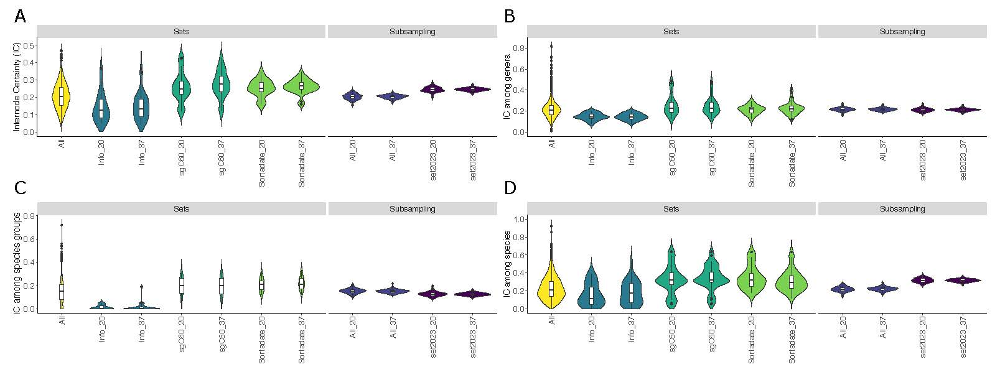 A
Sets
Subsampling
Internode Certainty (IC)
0.5
0.4
0.3
0.2
0.1
0.0
All
Info_20
Info_37
sgC60_20
sgC60_37
Sortadate_20
Sortadate_37
All_20
All_37
set2023_20
set2023_37
B
Sets
Subsampling
IC among genera
0.8
0.6
0.4
0.2
0.0
All
Info_20
Info_37
sgC60_20
sgC60_37
Sortadate_20
Sortadate_37
All_20
All_37
set2023_20
set2023_37
C
Sets
Subsampling
IC among species groups
0.8
0.6
0.4
0.2
0.0
All
Info_20
Info_37
sgC60_20
sgC60_37
Sortadate_20
Sortadate_37
All_20
All_37
set2023_20
set2023_37
D
Sets
Subsampling
IC among species
1.0
0.8
0.6
0.4
0.2
0.0
All
Info_20
Info_37
sgC60_20
sgC60_37
Sortadate_20
Sortadate_37
All_20
All_37
set2023_20
set2023_37